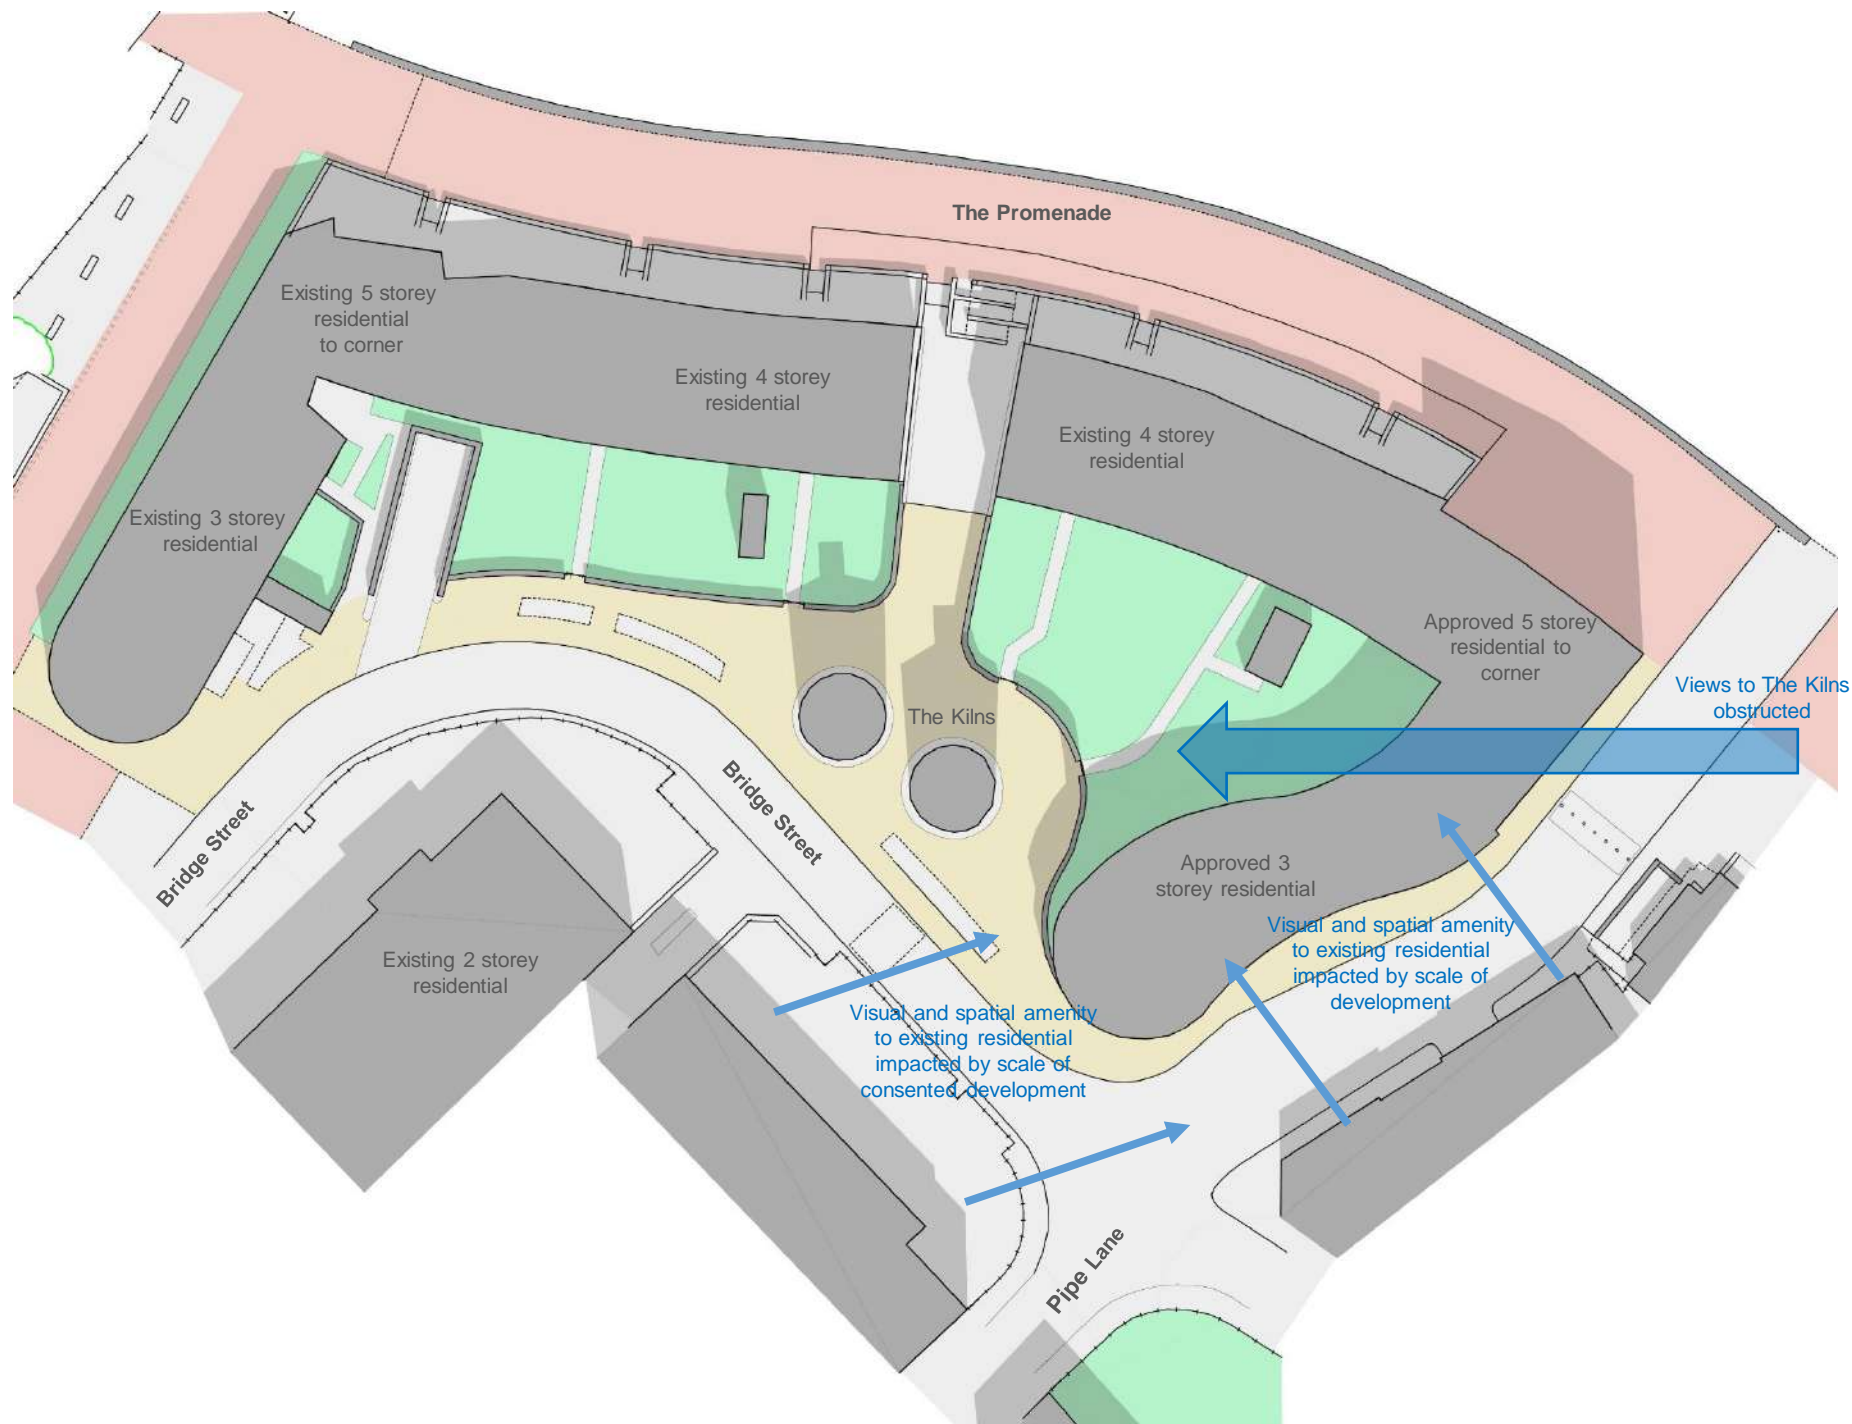 The Promenade
Existing 5 storey
residential
to corner
Existing 4 storey
residential
Existing 4 storey
residential
Existing 3 storey
residential
Approved 5 storey
residential to
corner
Views to The Kilns
obstructed
The Kilns
Bridge Street
Bridge Street
Approved 3
storey residential
Visual and spatial amenity
to existing residential
impacted by scale of
development
Existing 2 storey
residential
Visual and spatial amenity
to existing residential
impacted by scale of
consented development
Pipe Lane